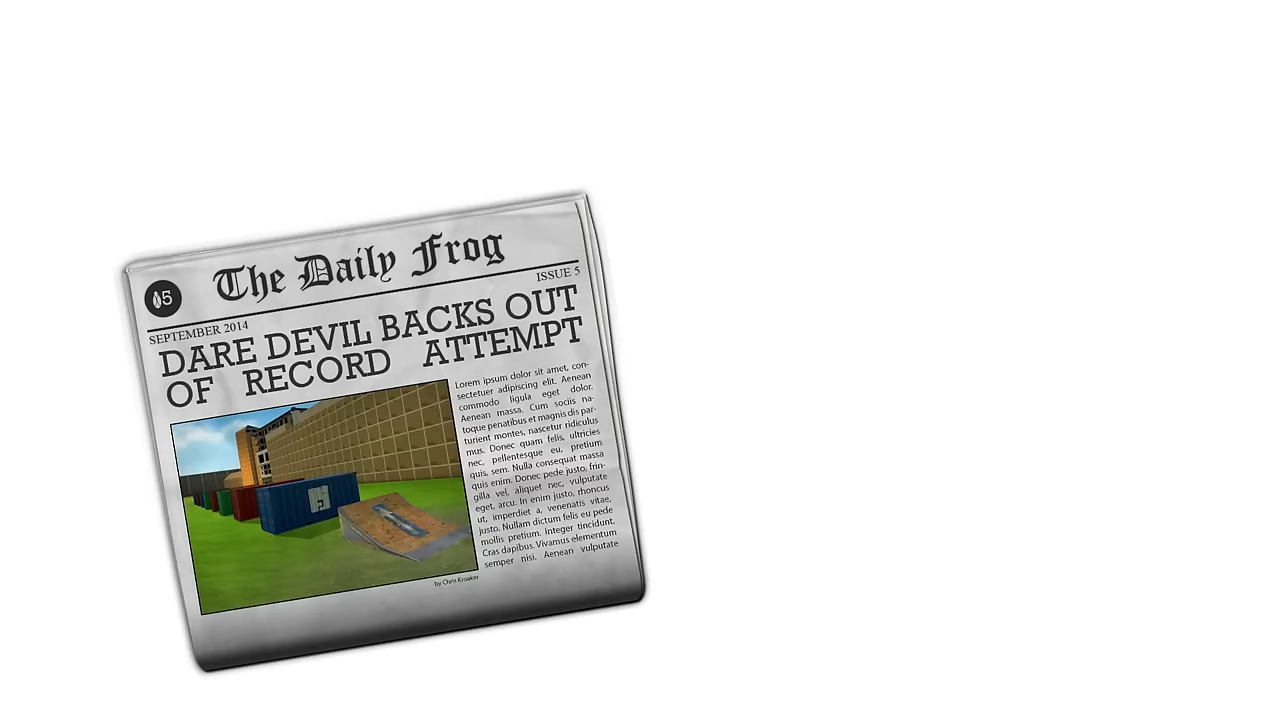 The Daily Frog
5
ISSUE 5
SEPTEMBER 2014
DARE DEVIL BACKS OUT
OF RECORD ATTEMPT
Lorem ipsum dolor sit amet, con-
sectetuer adipiscing elit. Aenean
commodo ligula eget dolor.
Aenean massa. Cum sociis na-
toque penatibus et magnis dis par-
turient montes, nascetur ridiculus
mus. Donec quam felis, ultricies
nec, pellentesque eu, pretium
quis, sem. Nulla consequat massa
quis enim. Donec pede justo, frin-
gilla vel, aliquet nec, vulputate
eget, arcu. In enim justo, rhoncus
ut, imperdiet a, venenatis vitae,
justo. Nullam dictum felis eu pede
mollis pretium. Integer tincidunt.
Cras dapibus. Vivamus elementum
semper nisi. Aenean vulputate
by Chris Kroaker